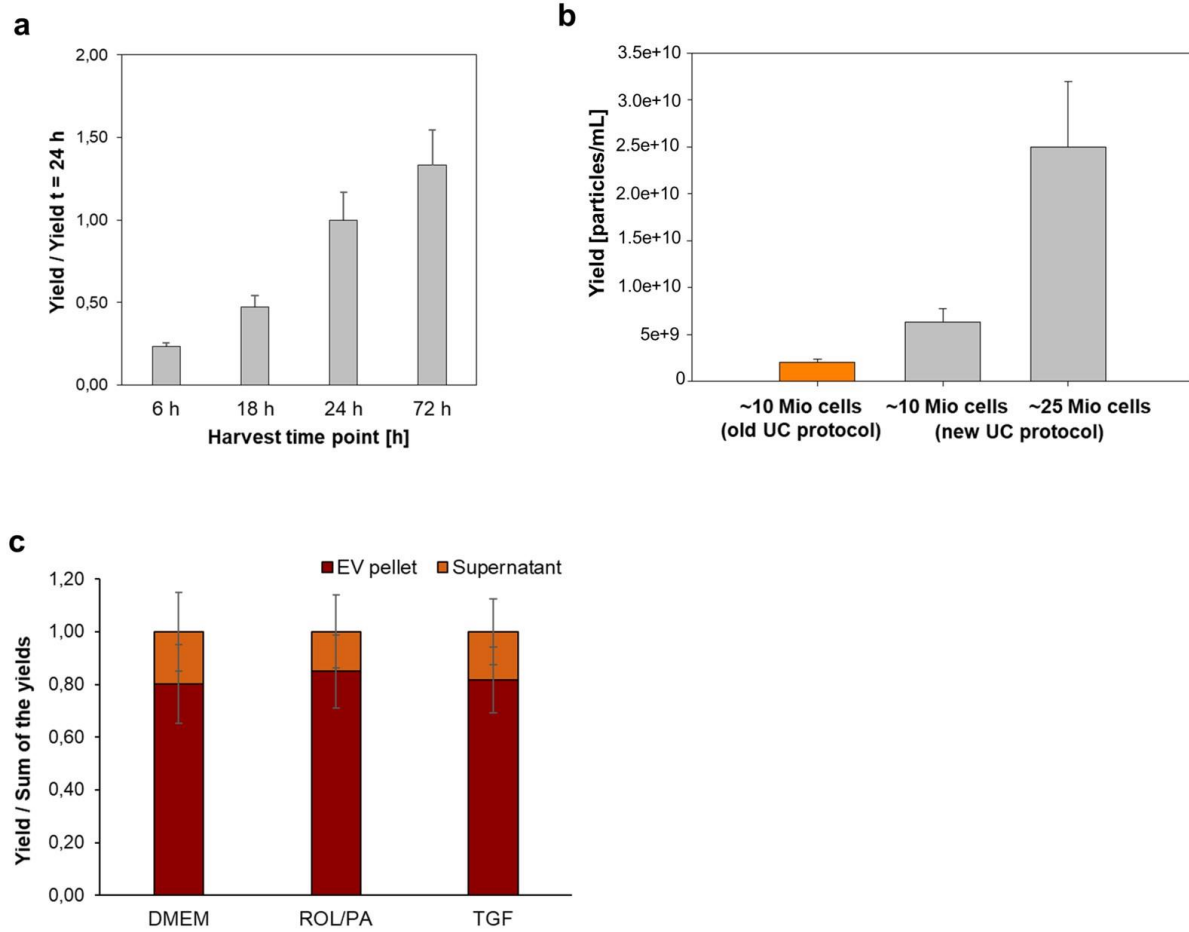 a
2,00
1,50
1,00
0,50
0,00
Yield / Yield t = 24 h
6 h 18 h 24 h 72 h
Harvest time point [h]
b
3.5e+10
3.0e+10
2.5e+10
2.0e+10
1.5e+10
1.0e+10
5e+9
0
Yield [particles/mL]
~10 Mio cells ~10 Mio cells ~25 Mio cells
(old UC protocol) (new UC protocol)
c
EV pellet Supernatant
1,20
1,00
0,80
0,60
0,40
0,20
0,00
Yield / Sum of the yields
DMEM ROL/PA TGF